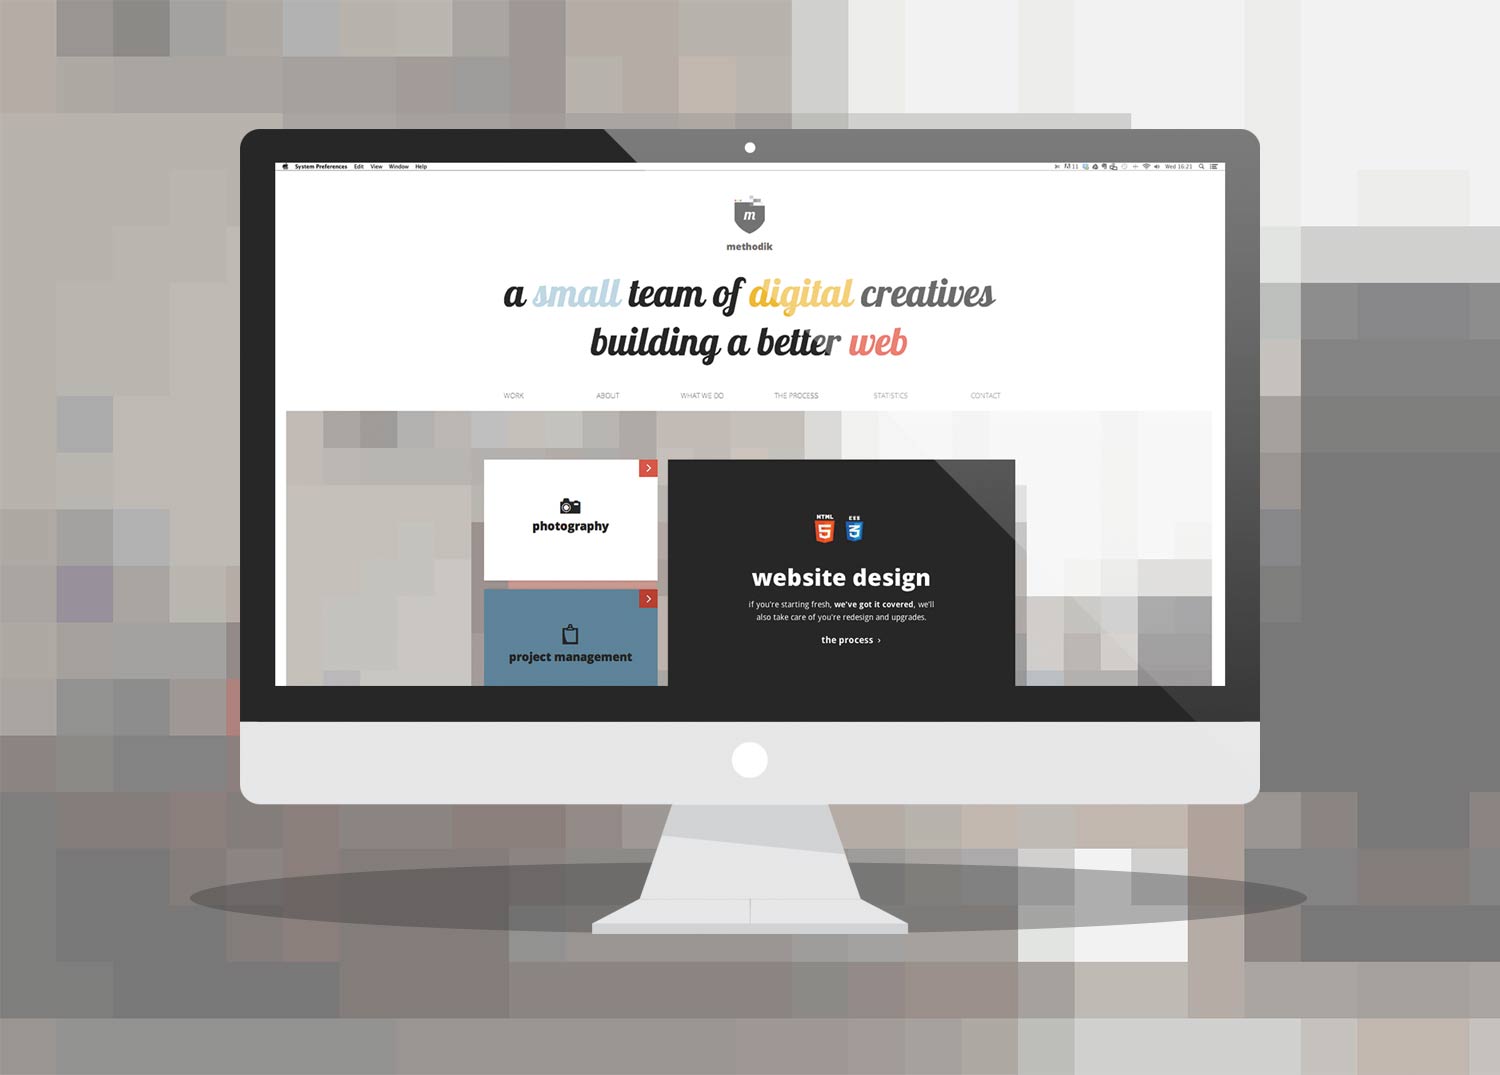 System Preferences Edit View Window Help
11 Wed 16:21
m
methodik
a small team of digital creatives
building a better web
WORK ABOUT WHAT WE DO THE PROCESS STATISTICS CONTACT
photography
project management
HTML CSS
5 3
website design
if you're starting fresh, we've got it covered, we'll
also take care of you're redesign and upgrades.
the process ›